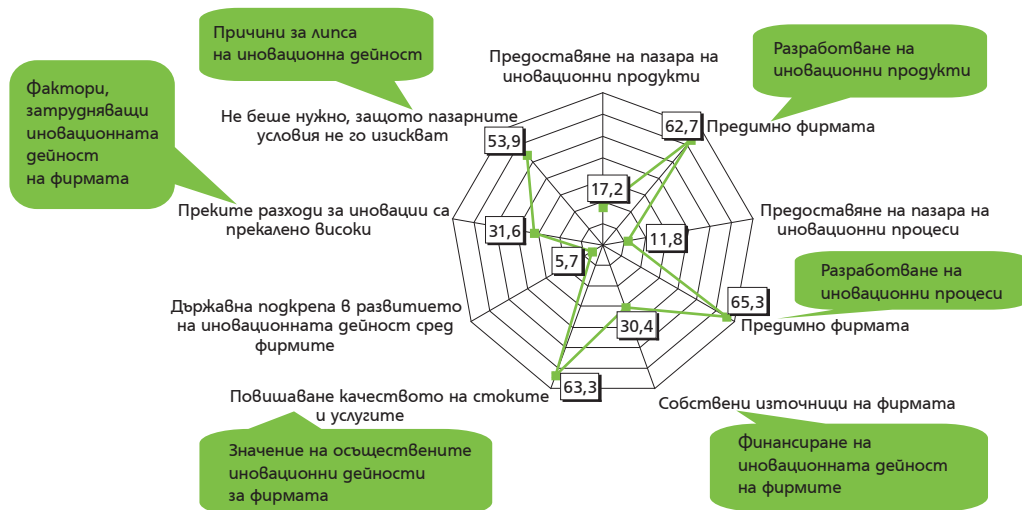 Причини за липса
на иновационна дейност
Предоставяне на пазара на
иновационни продукти
Разработване на
иновационни продукти
Фактори,
затрудняващи
иновационната
дейност
на фирмата
Не беше нужно, защото пазарните
условия не го изискват
53,9
62,7
Предимно фирмата
17,2
Преките разходи за иновации са
прекалено високи
31,6
11,8
Предоставяне на пазара на
иновационни процеси
5,7
Разработване на
иновационни процеси
Държавна подкрепа в развитието
на иновационната дейност сред
фирмите
65,3
Предимно фирмата
30,4
Повишаване качеството на стоките
и услугите
63,3
Собствени източници на фирмата
Значение на осъществените
иновационни дейности
за фирмата
Финансиране на
иновационната дейност
на фирмите